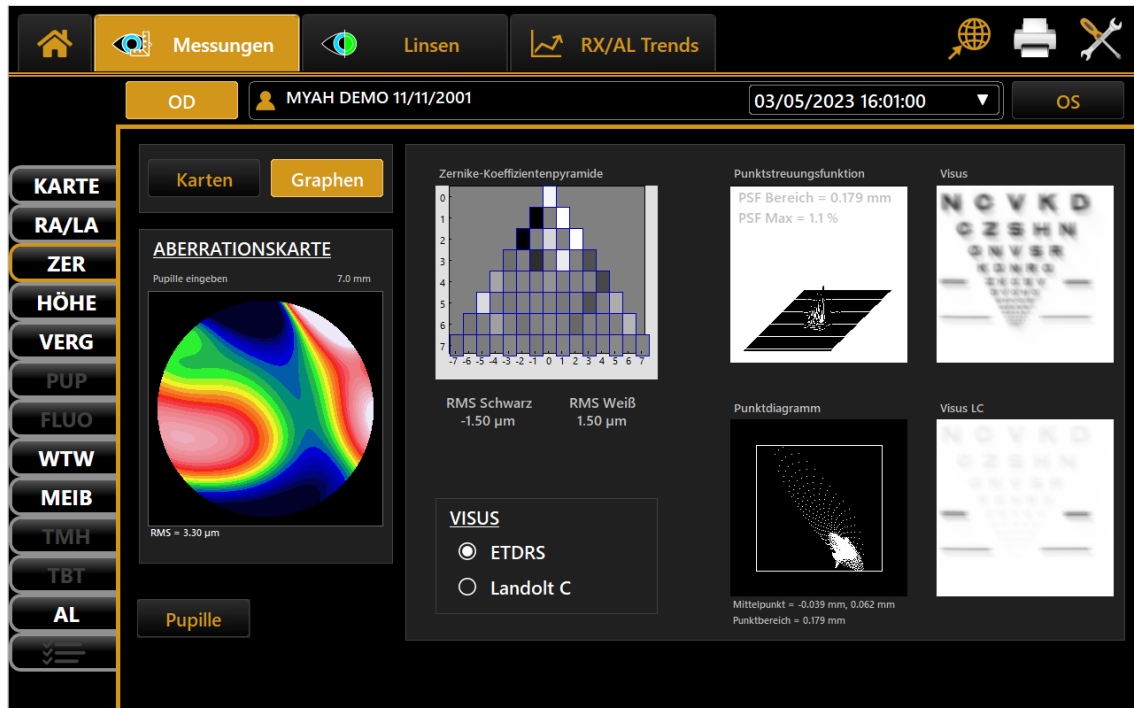 Messungen
Linsen
RX/AL Trends
OD
MYAH DEMO 11/11/2001
03/05/2023 16:01:00
OS
KARTE
RA/LA
ZER
HÖHE
VERG
PUP
FLUO
WTW
MEIB
TMH
TBT
AL
Karten
Graphen
ABERRATIONSKARTE
Pupille eingeben
7.0 mm
RMS = 3.30 µm
Pupille
Zernike-Koeffizientenpyramide
0
1
2
3
4
5
6
7
-7 -6 -5 -4 -3 -2 -1 0 1 2 3 4 5 6 7
RMS Schwarz
-1.50 µm
RMS Weiß
1.50 µm
VISUS
ETDRS
Landolt C
Punktstreuungsfunktion
PSF Bereich = 0.179 mm
PSF Max = 1.1 %
Visus
N C V K D
C Z S H N
O N V S R
K D N R O
Punktdiagramm
Mittelpunkt = -0.039 mm, 0.062 mm
Punktbereich = 0.179 mm
Visus LC
N C V K D
C Z S H N